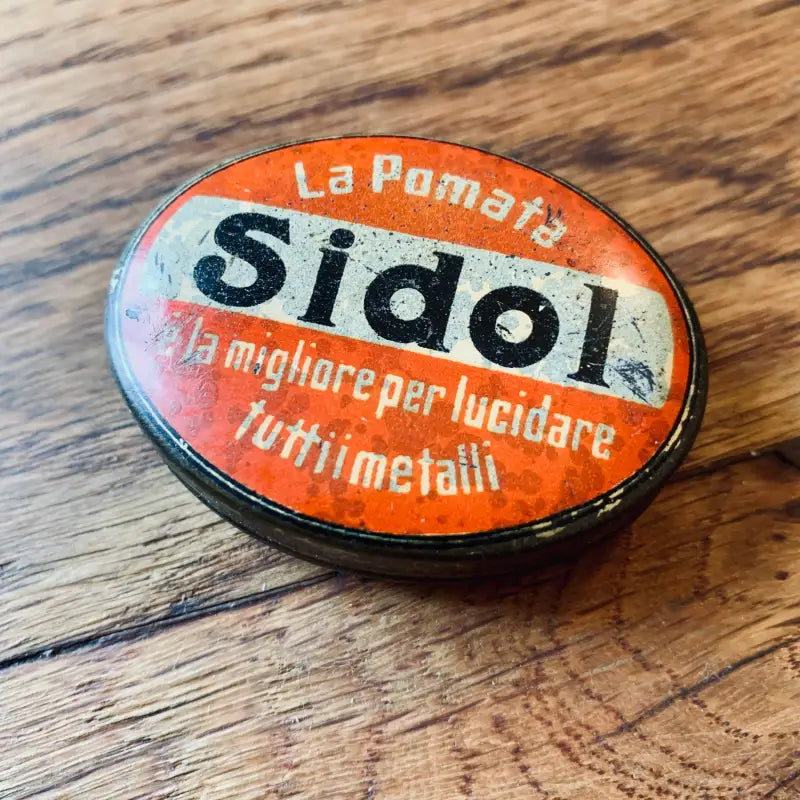 La Pomata
Sidol
è la migliore per lucidare
tutti i metalli